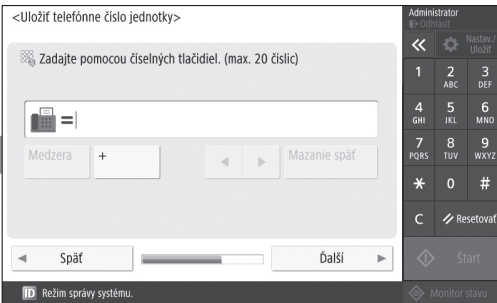 <Uložiť telefónne číslo jednotky>
Zadajte pomocou číselných tlačidiel. (max. 20 číslic)
=
Medzera
+
◀
▶
Mazanie späť
◀ Späť
Ďalší ▶
ID Režim správy systému.
Administrator
Odhlásiť
Nastav./
Uložiť
1 2 3
ABC DEF
4 5 6
GHI JKL MNO
7 8 9
PQRS TUV WXYZ
* 0 #
C Resetovať
Štart
Monitor stavu